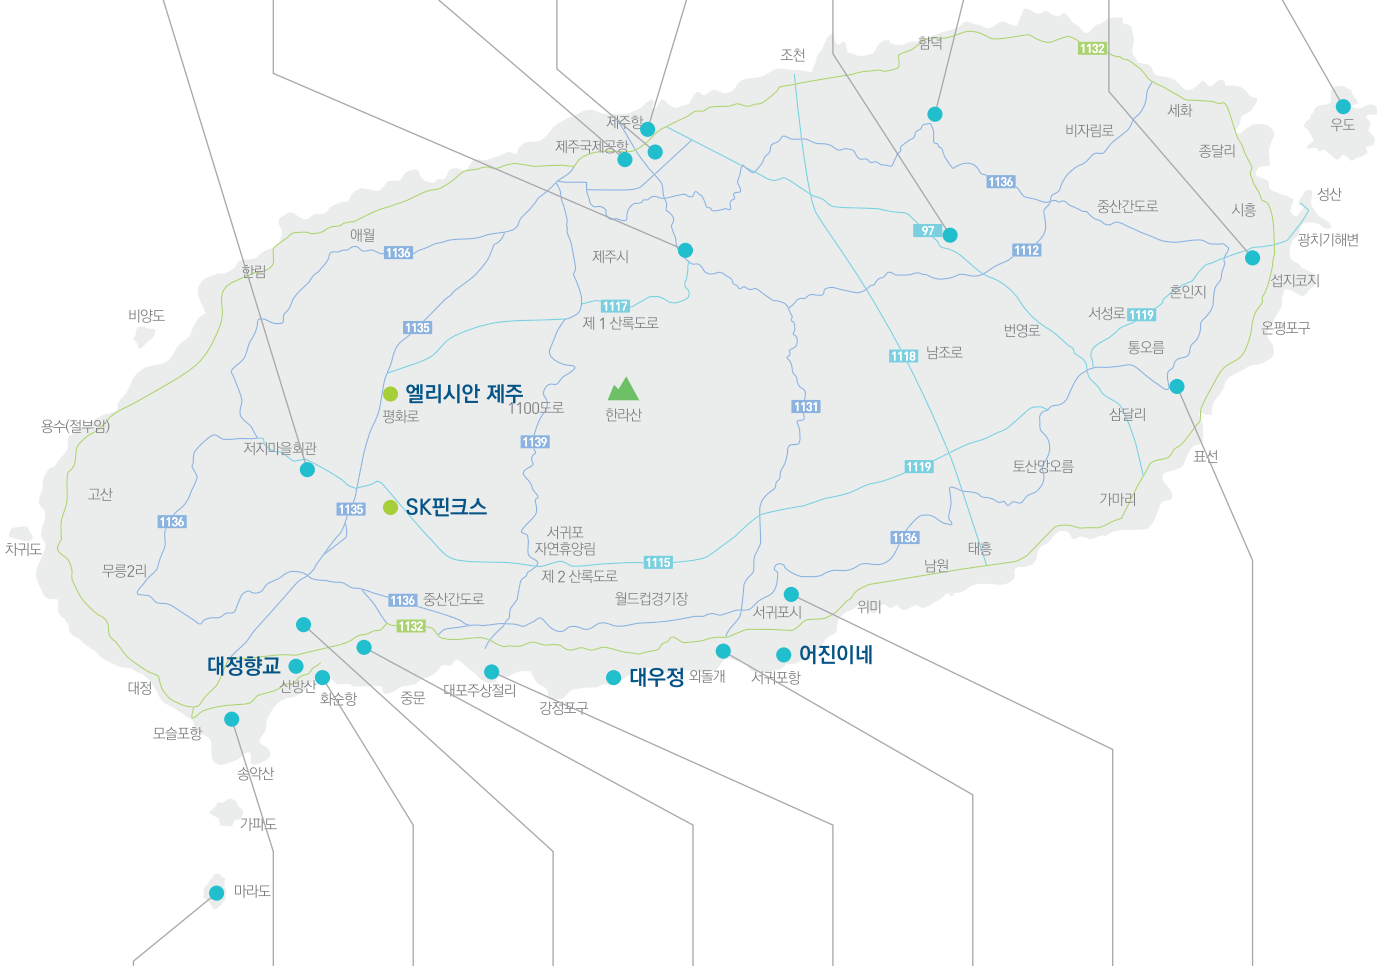 함덕
1132
조천
세화
제주항
우도
비자림로
제주국제공항
종달리
1136
성산
중산간도로
시흥
97
애월
광치기해변
1136
1112
제주시
한림
섭지코지
혼인지
1117
서성로
1119
비양도
제 1 산록도로
1135
온평포구
번영로
통오름
남조로
1118
엘리시안 제주
1100도로
1131
평화로
한라산
삼달리
용수(절부암)
1139
저지마을회관
표선
1119
토산망오름
고산
가마리
SK핀크스
1135
1136
서귀포
자연휴양림
1136
차귀도
태흥
1115
남원
무릉2리
제 2 산록도로
1136
중산간도로
월드컵경기장
위미
서귀포시
1132
어진이네
대정향교
대우정
외돌개
서귀포항
산방산
대정
대포주상절리
화순항
중문
강정포구
모슬포항
송악산
가파도
마라도